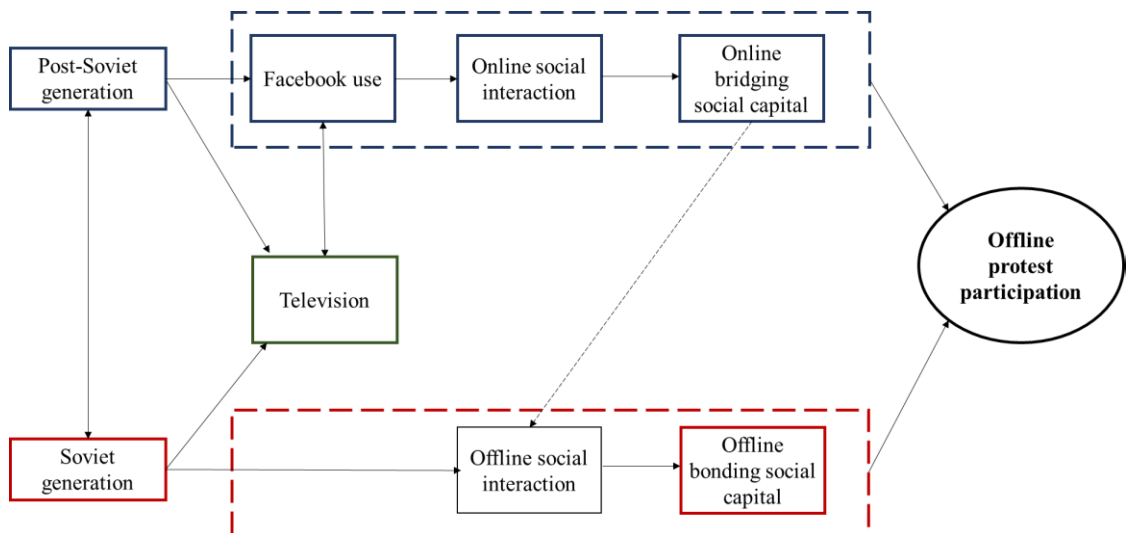 Post-Soviet
generation
Facebook use
Online social
interaction
Online
bridging
social capital
Television
Offline
protest
participation
Soviet
generation
Offline social
interaction
Offline
bonding social
capital